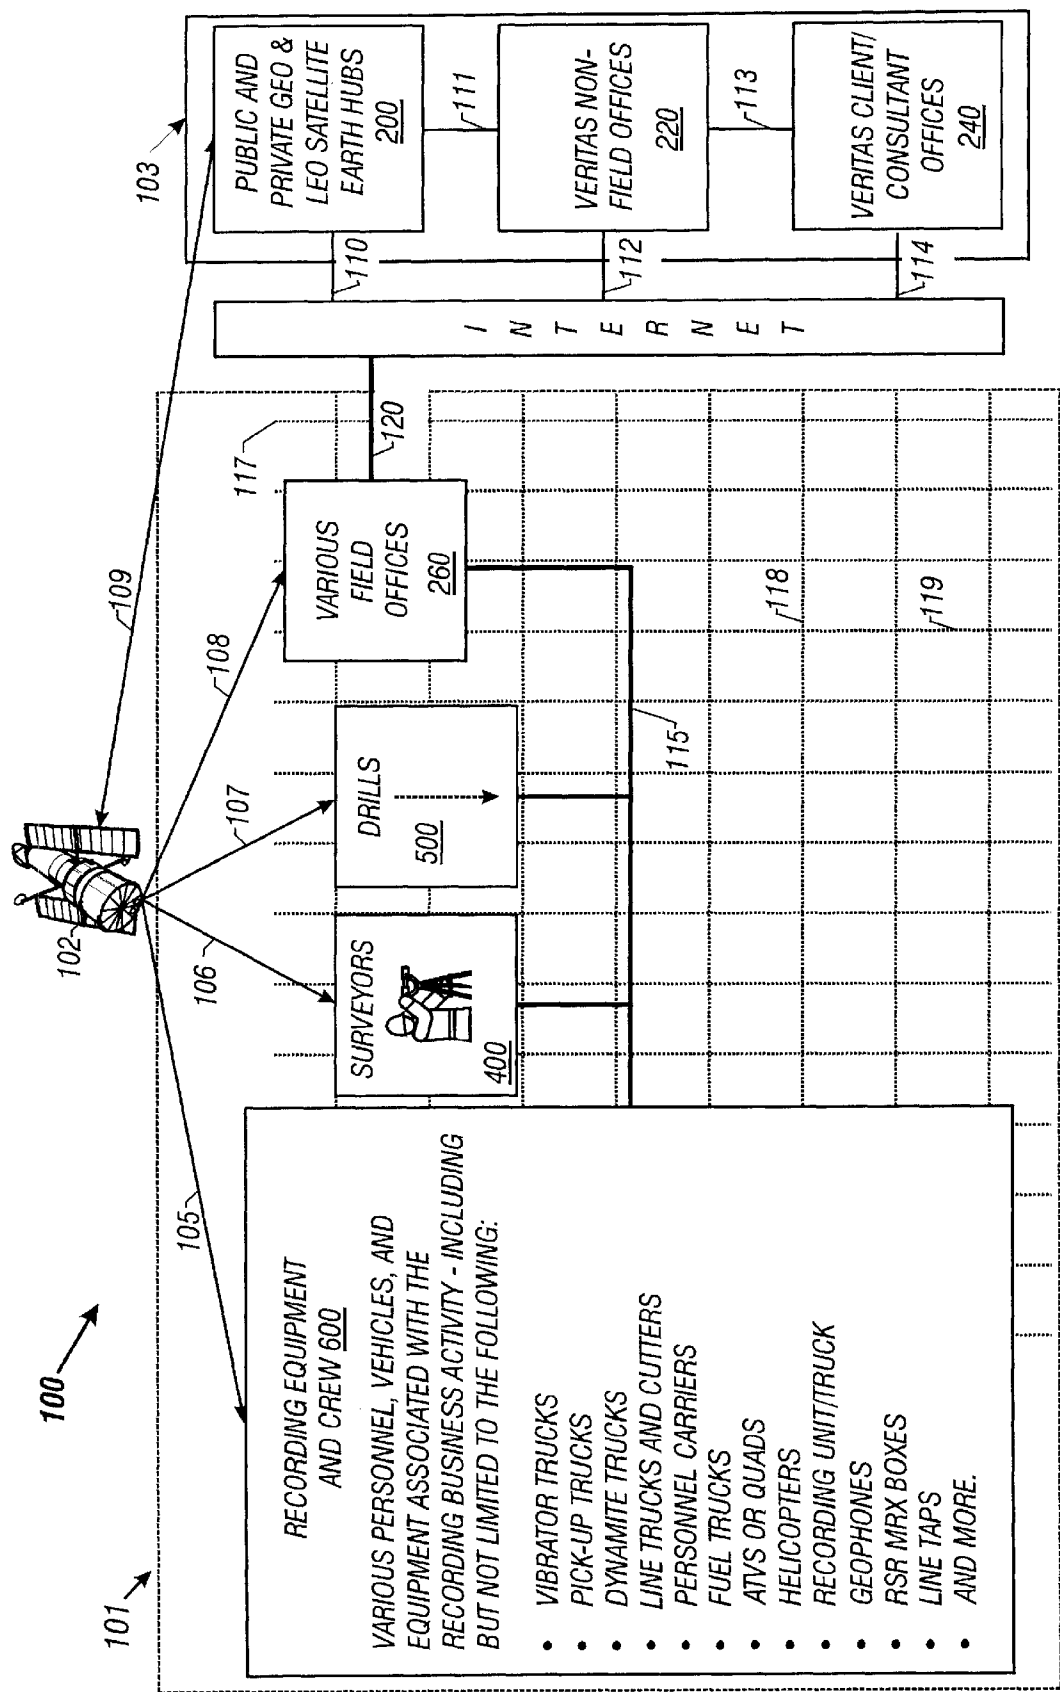 100
101
102
103
105
106
107
108
109
RECORDING EQUIPMENT
AND CREW 600
VARIOUS PERSONNEL, VEHICLES, AND
EQUIPMENT ASSOCIATED WITH THE
RECORDING BUSINESS ACTIVITY - INCLUDING
BUT NOT LIMITED TO THE FOLLOWING:
• VIBRATOR TRUCKS
• PICK-UP TRUCKS
• DYNAMITE TRUCKS
• LINE TRUCKS AND CUTTERS
• PERSONNEL CARRIERS
• FUEL TRUCKS
• ATVS OR QUADS
• HELICOPTERS
• RECORDING UNIT/TRUCK
• GEOPHONES
• RSR MRX BOXES
• LINE TAPS
• AND MORE.
SURVEYORS
400
DRILLS
500
VARIOUS
FIELD
OFFICES
260
115
117
118
119
120
INTERNET
110
112
114
PUBLIC AND
PRIVATE GEO &
LEO SATELLITE
EARTH HUBS
200
111
VERITAS NON-
FIELD OFFICES
220
113
VERITAS CLIENT/
CONSULTANT
OFFICES
240